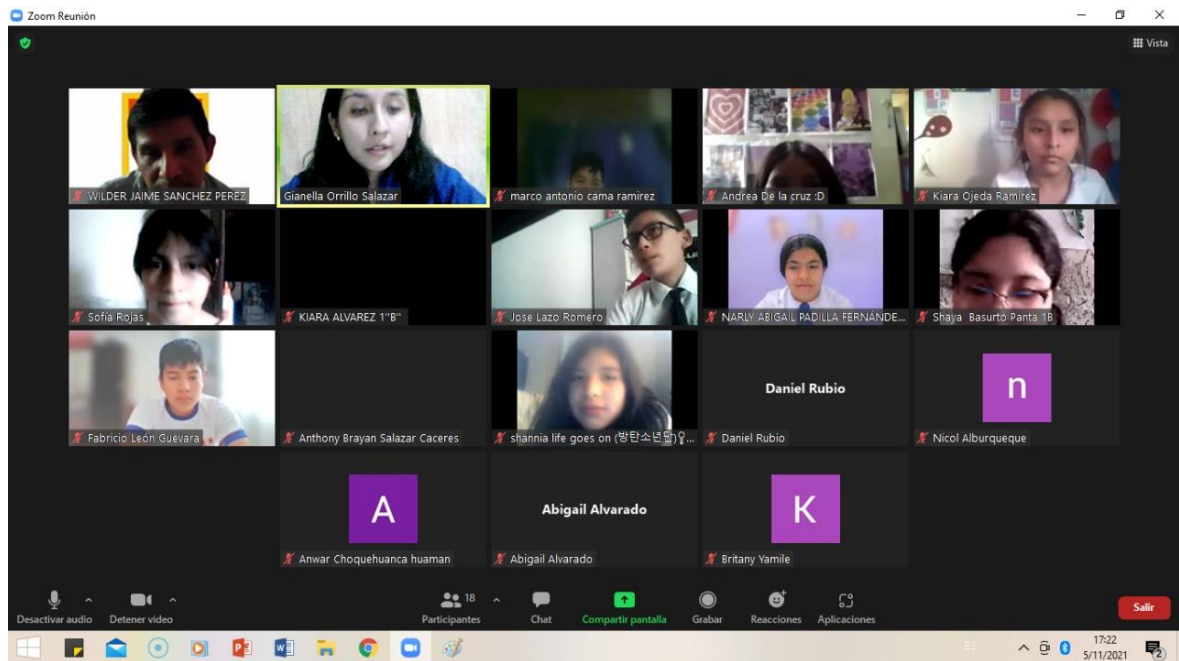 Zoom Reunión
Vista
WILDER JAIME SANCHEZ PEREZ
Gianella Orrillo Salazar
marco antonio cama ramirez
Andrea De la cruz :D
Kiara Ojeda Ramirez
Sofía Rojas
KIARA ALVAREZ 1''B''
Jose Lazo Romero
NARLY ABIGAIL PADILLA FERNÁNDE...
Shaya Basurto Panta 1B
Fabricio León Guevara
Anthony Brayan Salazar Caceres
shannia life goes on (방탄소년단)♀...
Daniel Rubio
Daniel Rubio
n
Nicol Alburqueque
A
Anwar Choquehuanca huaman
Abigail Alvarado
Abigail Alvarado
K
Britany Yamile
Desactivar audio
Detener video
18
Participantes
Chat
Compartir pantalla
Grabar
Reacciones
Aplicaciones
Salir
ES
17:22
5/11/2021
2